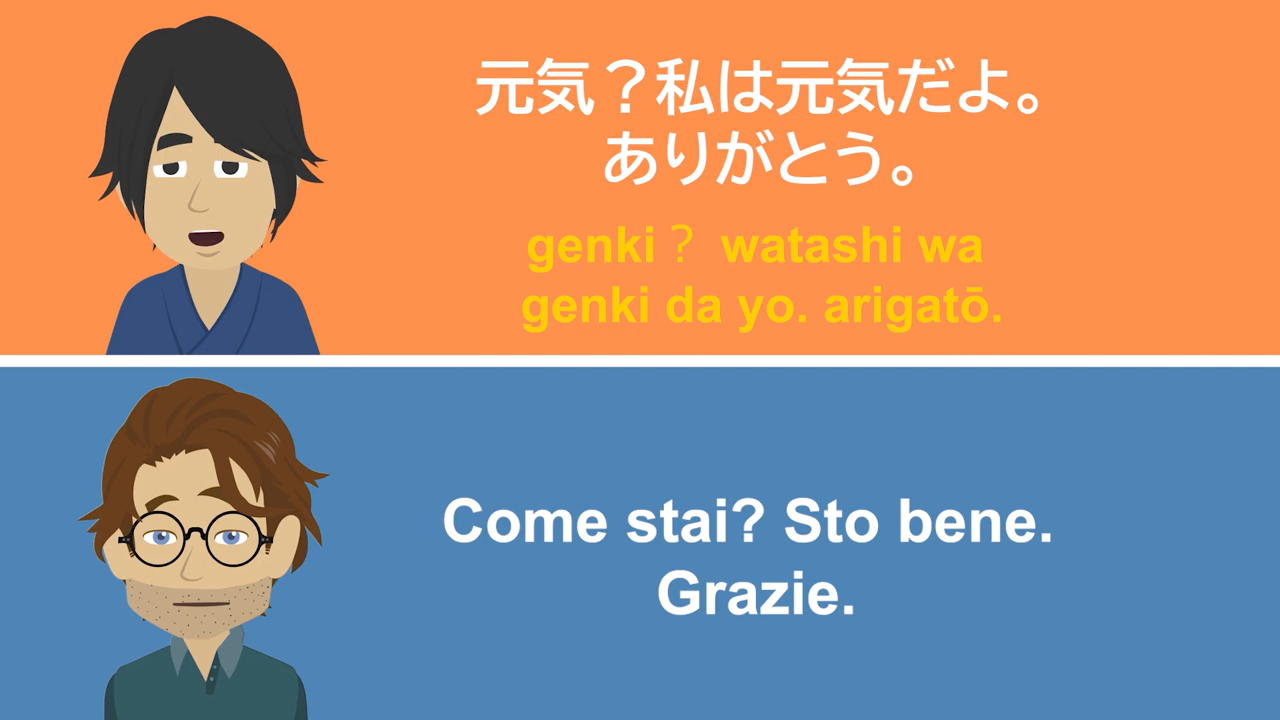 元気？私は元気だよ。
ありがとう。
genki？ watashi wa
genki da yo. arigatō.
Come stai? Sto bene.
Grazie.